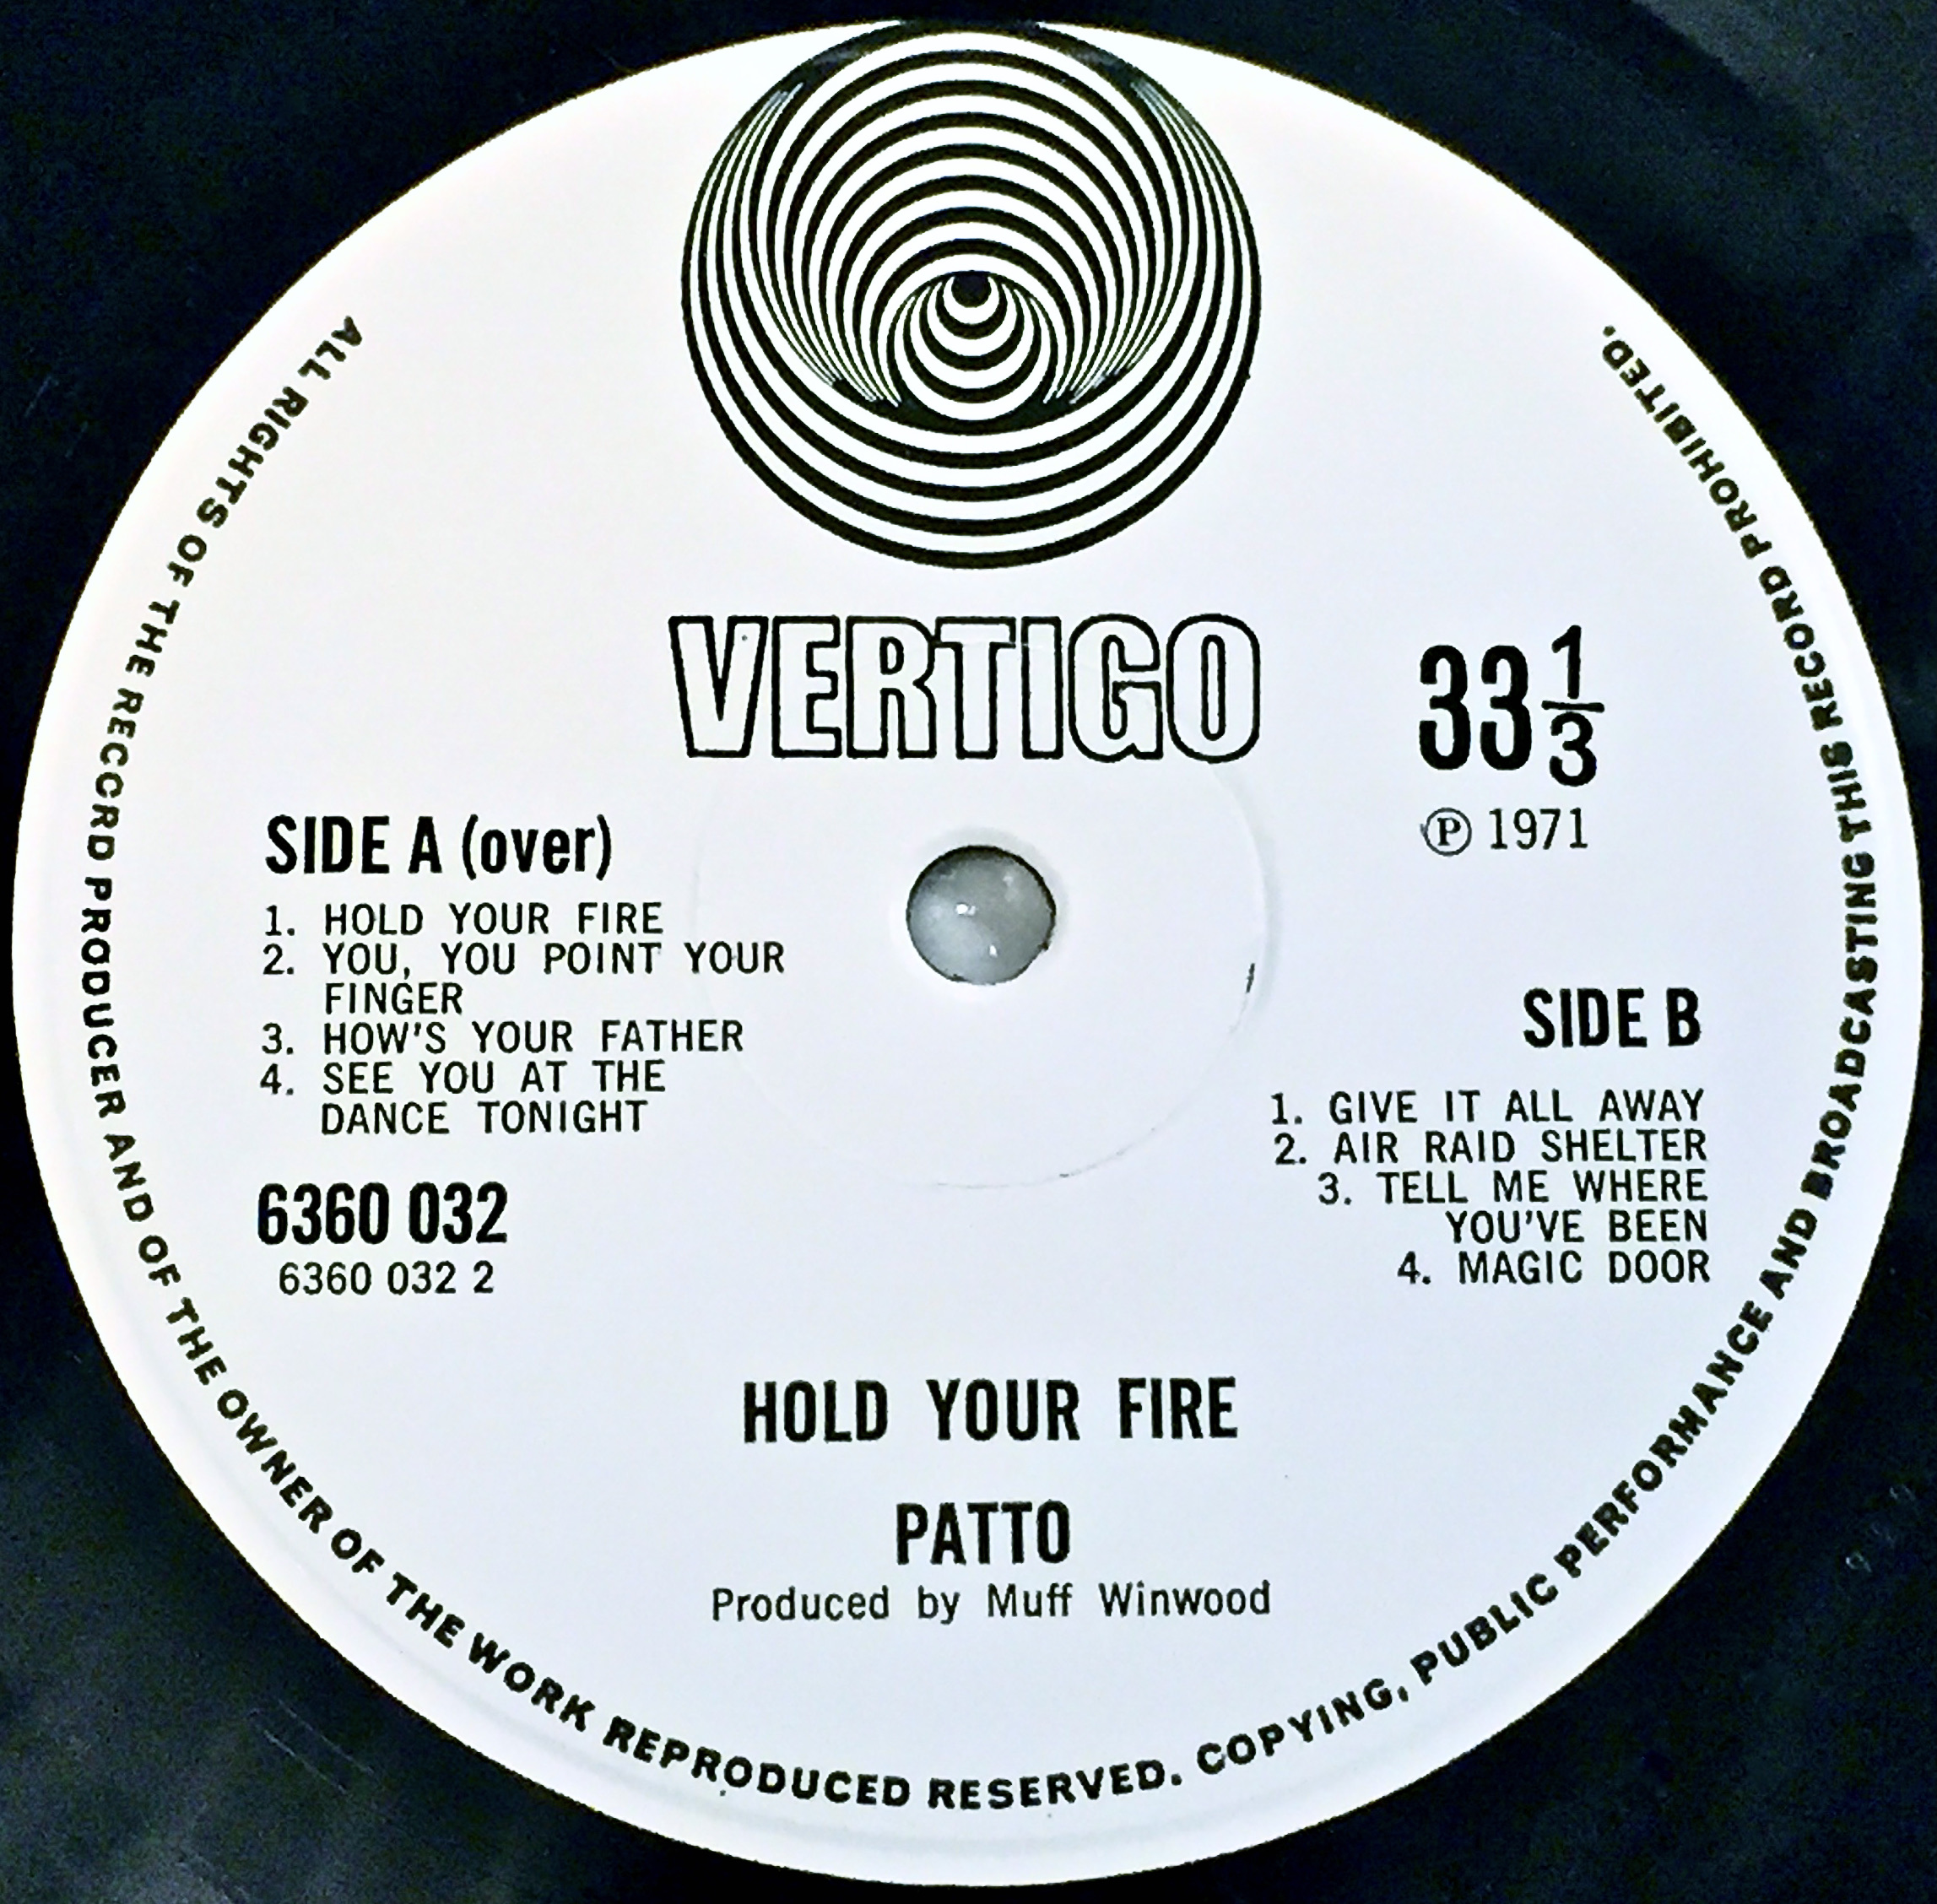 VERTIGO
33 1/3
Ⓟ 1971
SIDE A (over)
1. HOLD YOUR FIRE
2. YOU, YOU POINT YOUR
FINGER
3. HOW'S YOUR FATHER
4. SEE YOU AT THE
DANCE TONIGHT
6360 032
6360 032 2
SIDE B
1. GIVE IT ALL AWAY
2. AIR RAID SHELTER
3. TELL ME WHERE
YOU'VE BEEN
4. MAGIC DOOR
HOLD YOUR FIRE
PATTO
Produced by Muff Winwood
ALL RIGHTS OF THE RECORD PRODUCER AND OF THE OWNER OF THE WORK REPRODUCED RESERVED. COPYING, PUBLIC PERFORMANCE AND BROADCASTING THIS RECORD PROHIBITED.